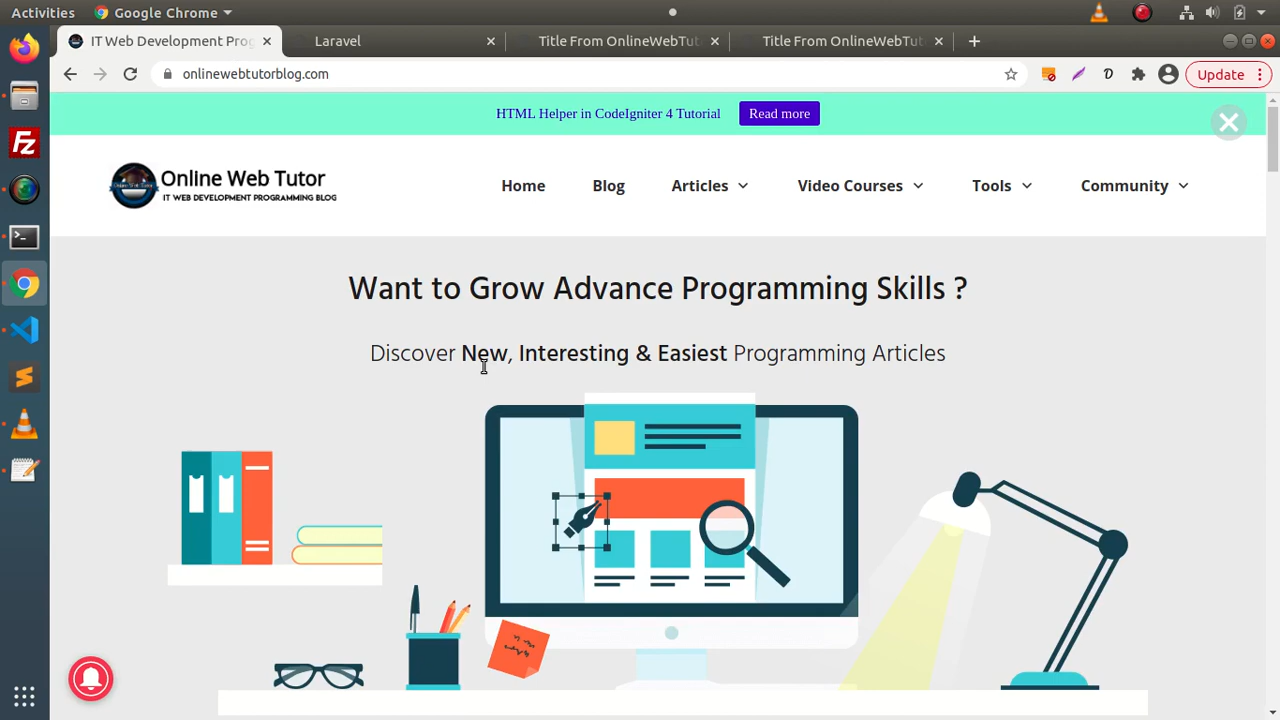 Activities
Google Chrome
IT Web Development Prog
Laravel
Title From OnlineWebTut
Title From OnlineWebTut
onlinewebtutorblog.com
Update
HTML Helper in CodeIgniter 4 Tutorial
Read more
Online Web Tutor
IT WEB DEVELOPMENT PROGRAMMING BLOG
Home
Blog
Articles
Video Courses
Tools
Community
Want to Grow Advance Programming Skills ?
Discover New, Interesting & Easiest Programming Articles